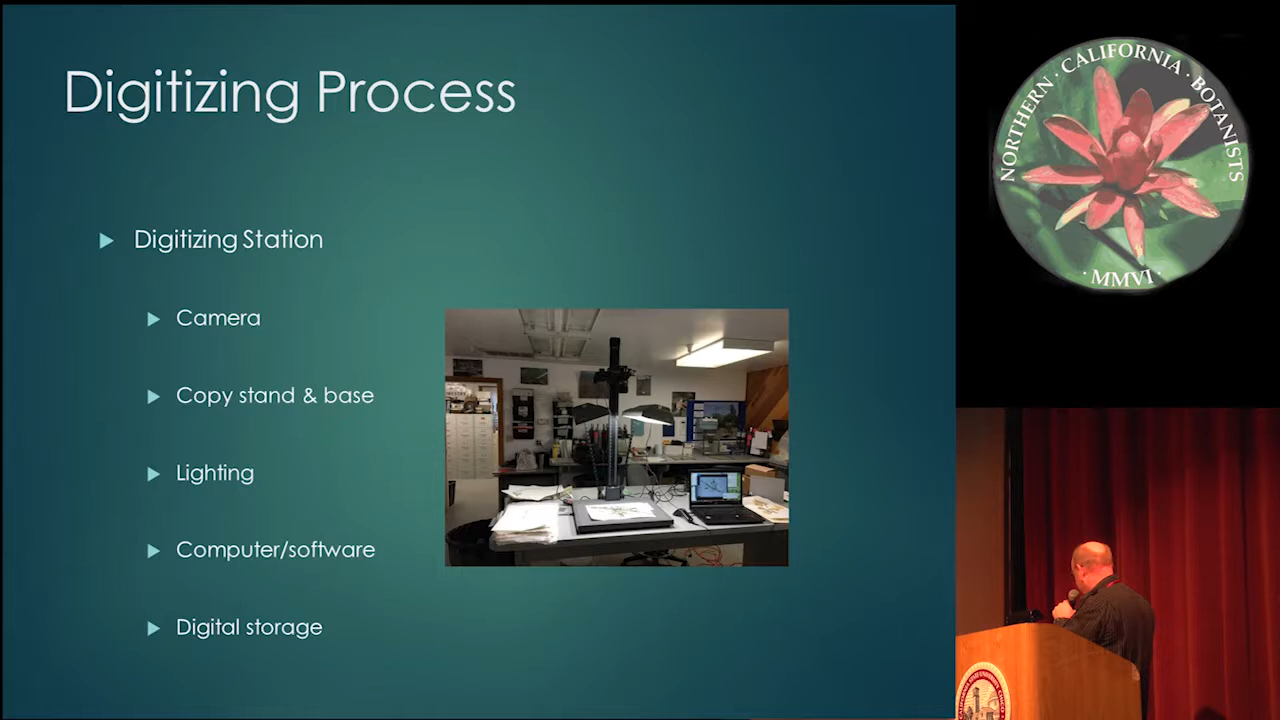 Digitizing Process
Digitizing Station
Camera
Copy stand & base
Lighting
Computer/software
Digital storage
NORTHERN · CALIFORNIA · BOTANISTS
· MMVI ·